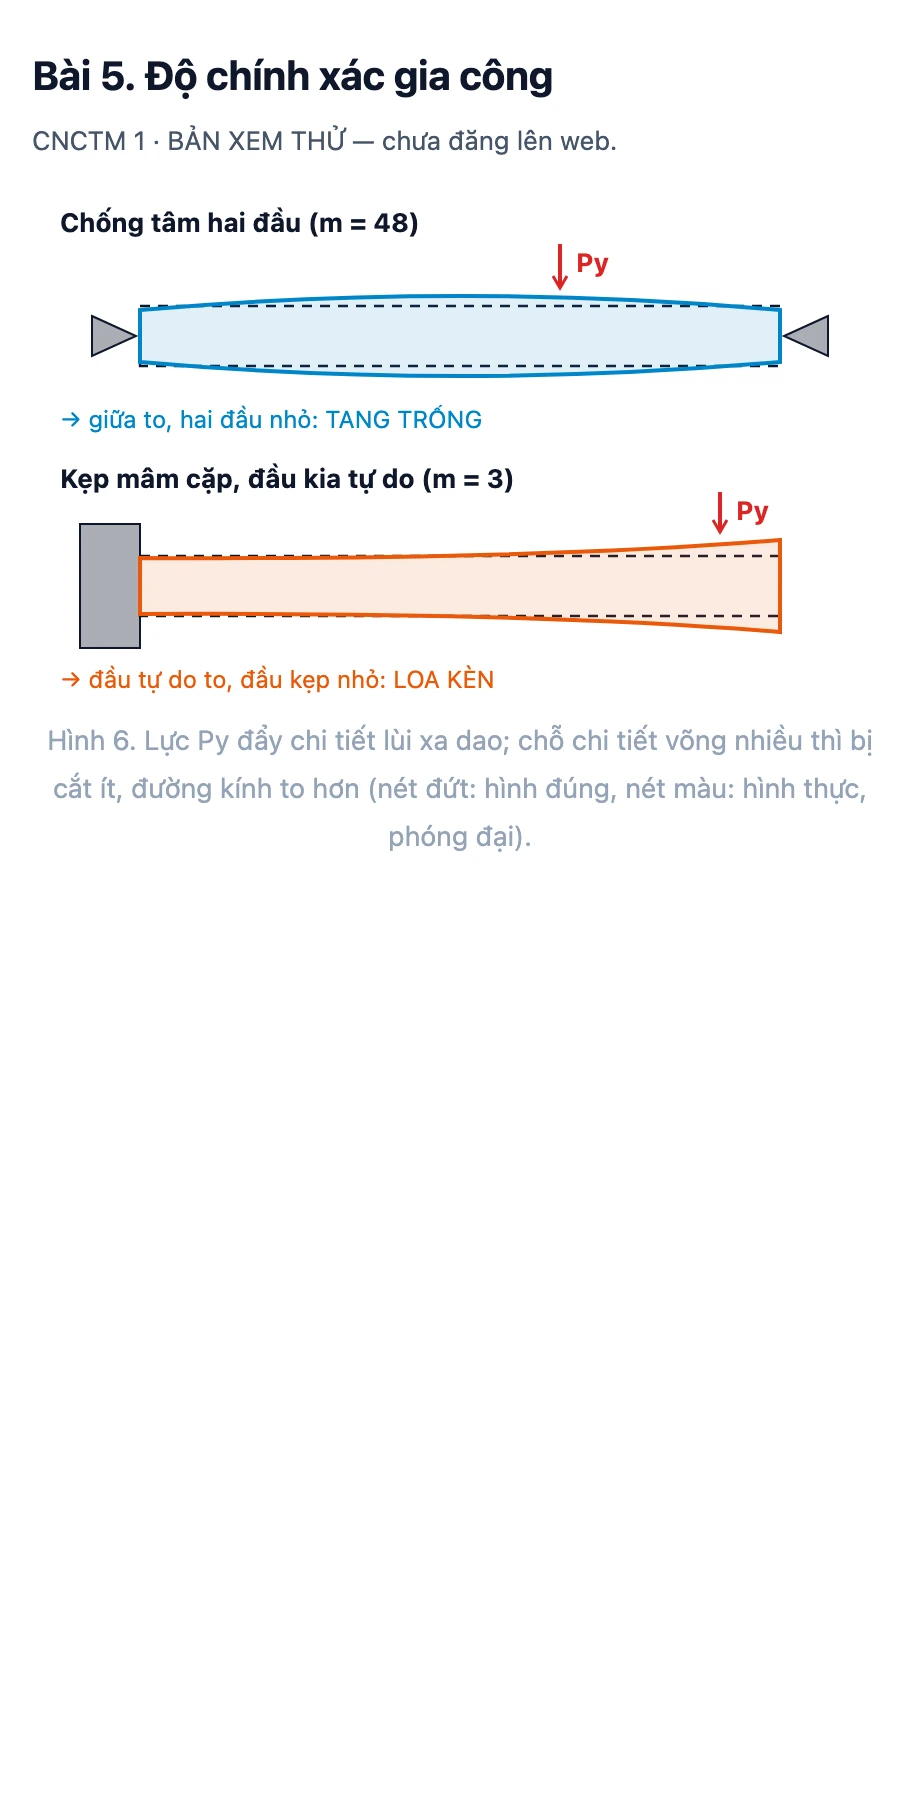 Bài 5. Độ chính xác gia công
CNCTM 1 · BẢN XEM THỬ — chưa đăng lên web.
Chống tâm hai đầu (m = 48)
Py
→ giữa to, hai đầu nhỏ: TANG TRỐNG
Kẹp mâm cặp, đầu kia tự do (m = 3)
Py
→ đầu tự do to, đầu kẹp nhỏ: LOA KÈN
Hình 6. Lực Py đẩy chi tiết lùi xa dao; chỗ chi tiết võng nhiều thì bị
cắt ít, đường kính to hơn (nét đứt: hình đúng, nét màu: hình thực,
phóng đại).